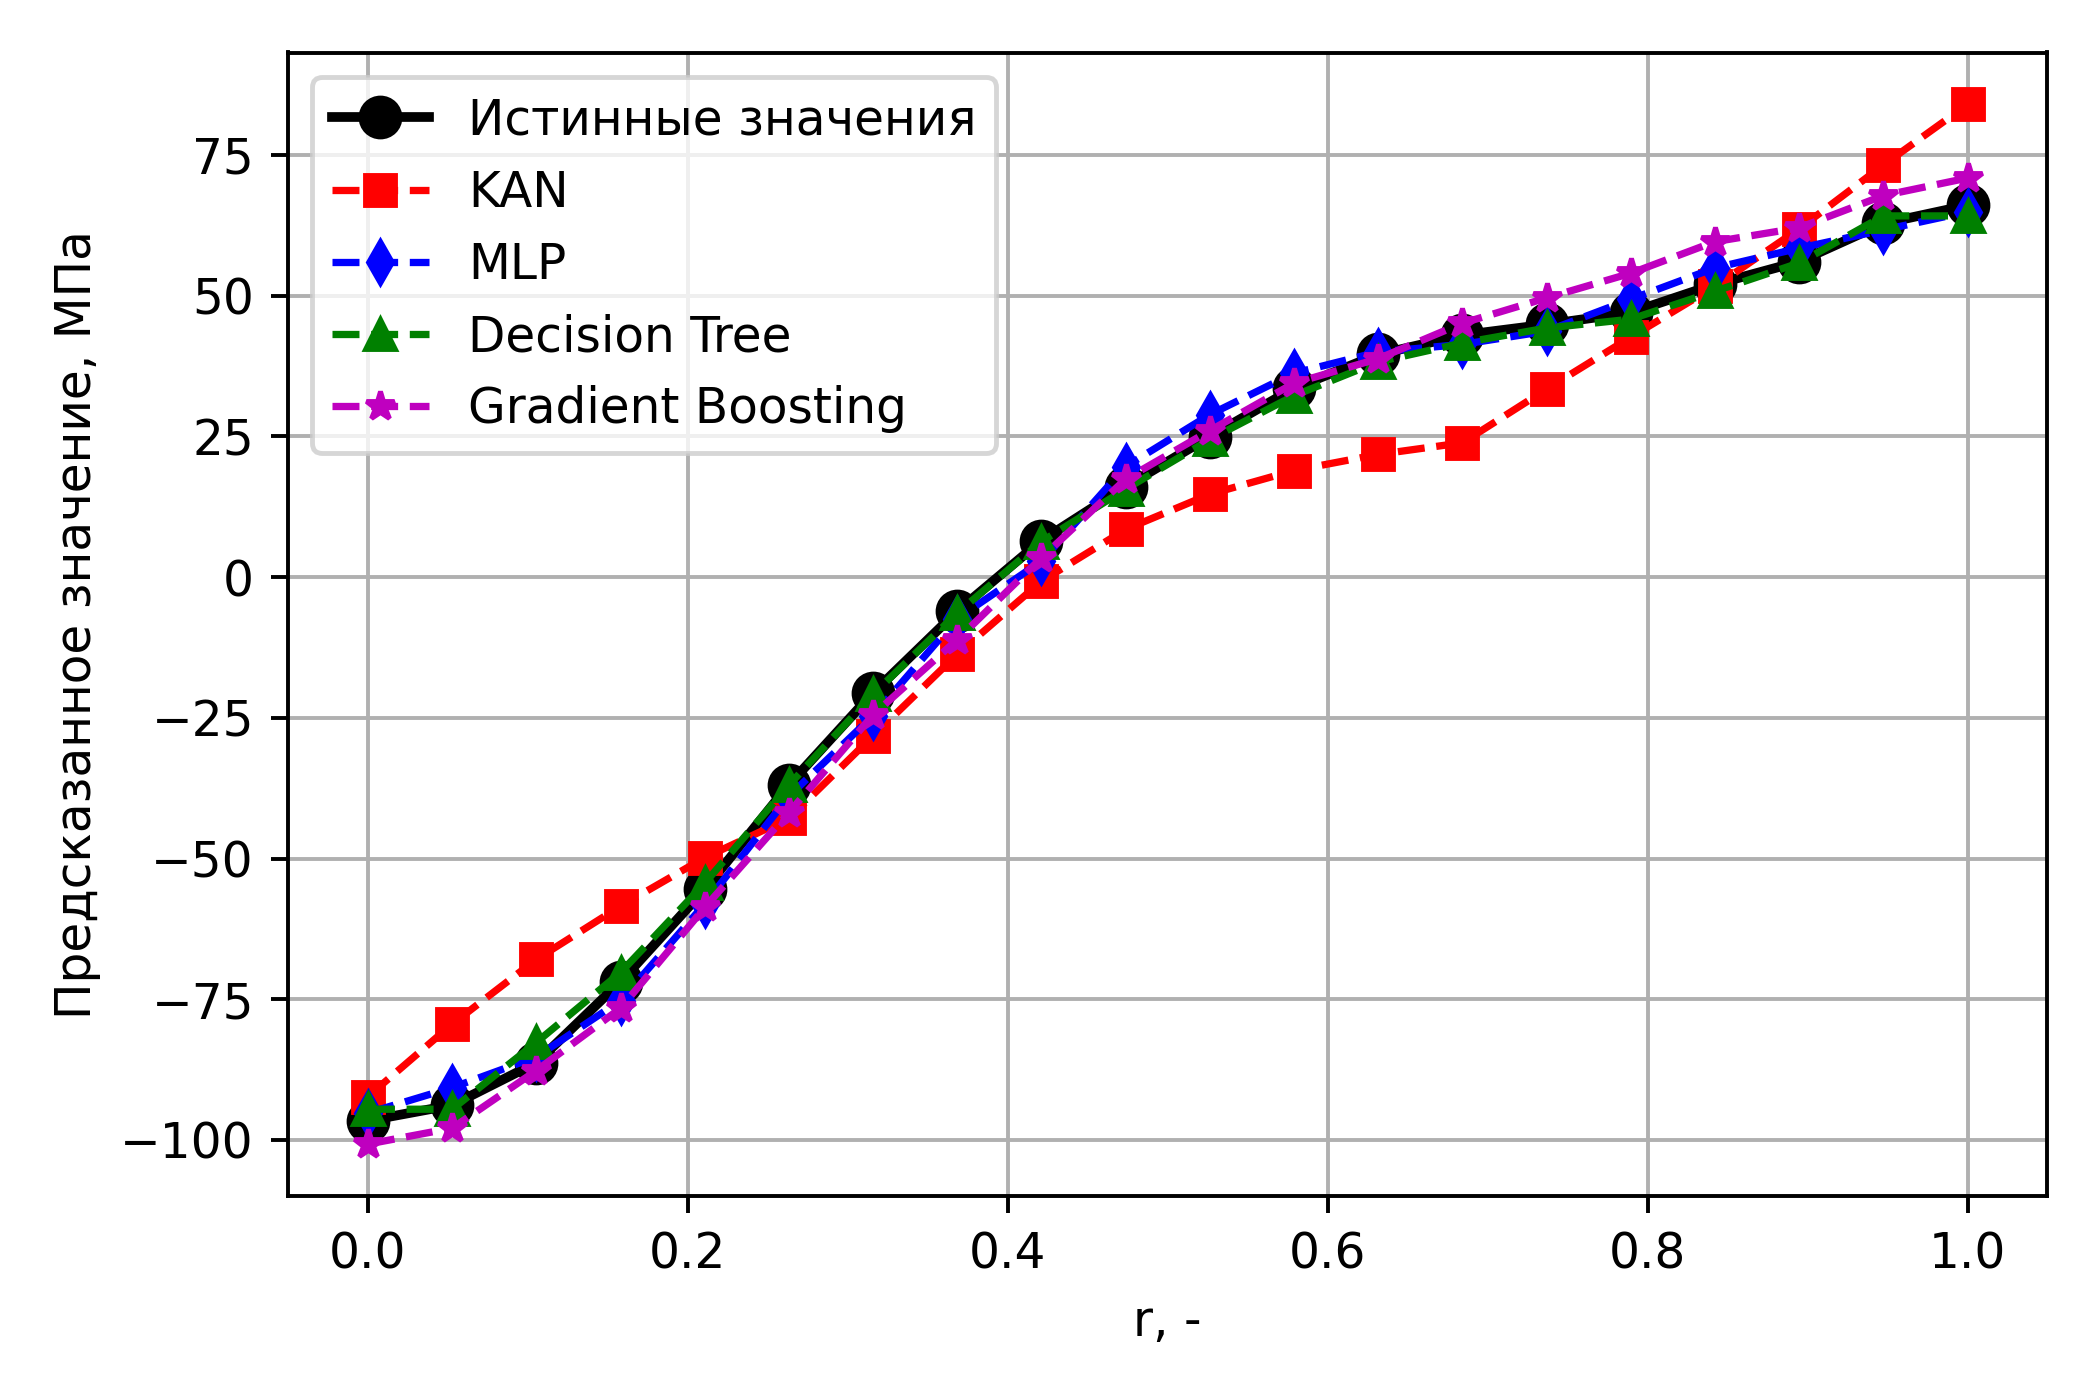 Истинные значения
KAN
MLP
Decision Tree
Gradient Boosting
Предсказанное значение, МПа
75
50
25
0
−25
−50
−75
−100
0.0 0.2 0.4 0.6 0.8 1.0
r, -